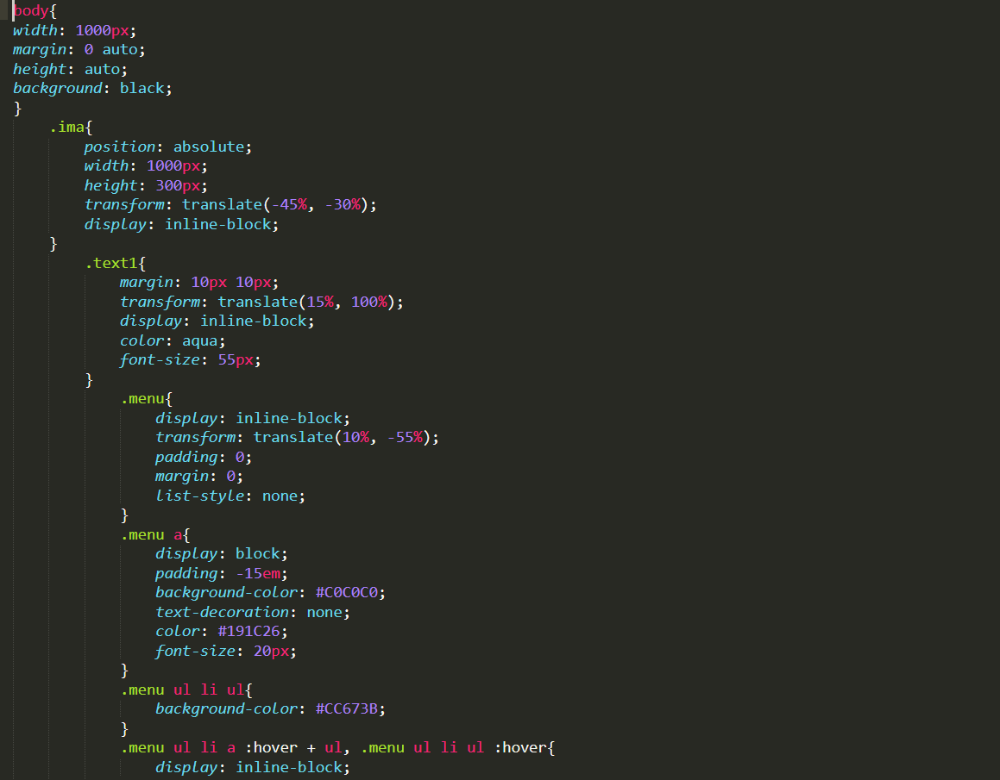 body{
width: 1000px;
margin: 0 auto;
height: auto;
background: black;
}
.ima{
position: absolute;
width: 1000px;
height: 300px;
transform: translate(-45%, -30%);
display: inline-block;
}
.text1{
margin: 10px 10px;
transform: translate(15%, 100%);
display: inline-block;
color: aqua;
font-size: 55px;
}
.menu{
display: inline-block;
transform: translate(10%, -55%);
padding: 0;
margin: 0;
list-style: none;
}
.menu a{
display: block;
padding: -15em;
background-color: #C0C0C0;
text-decoration: none;
color: #191C26;
font-size: 20px;
}
.menu ul li ul{
background-color: #CC673B;
}
.menu ul li a :hover + ul, .menu ul li ul :hover{
display: inline-block;